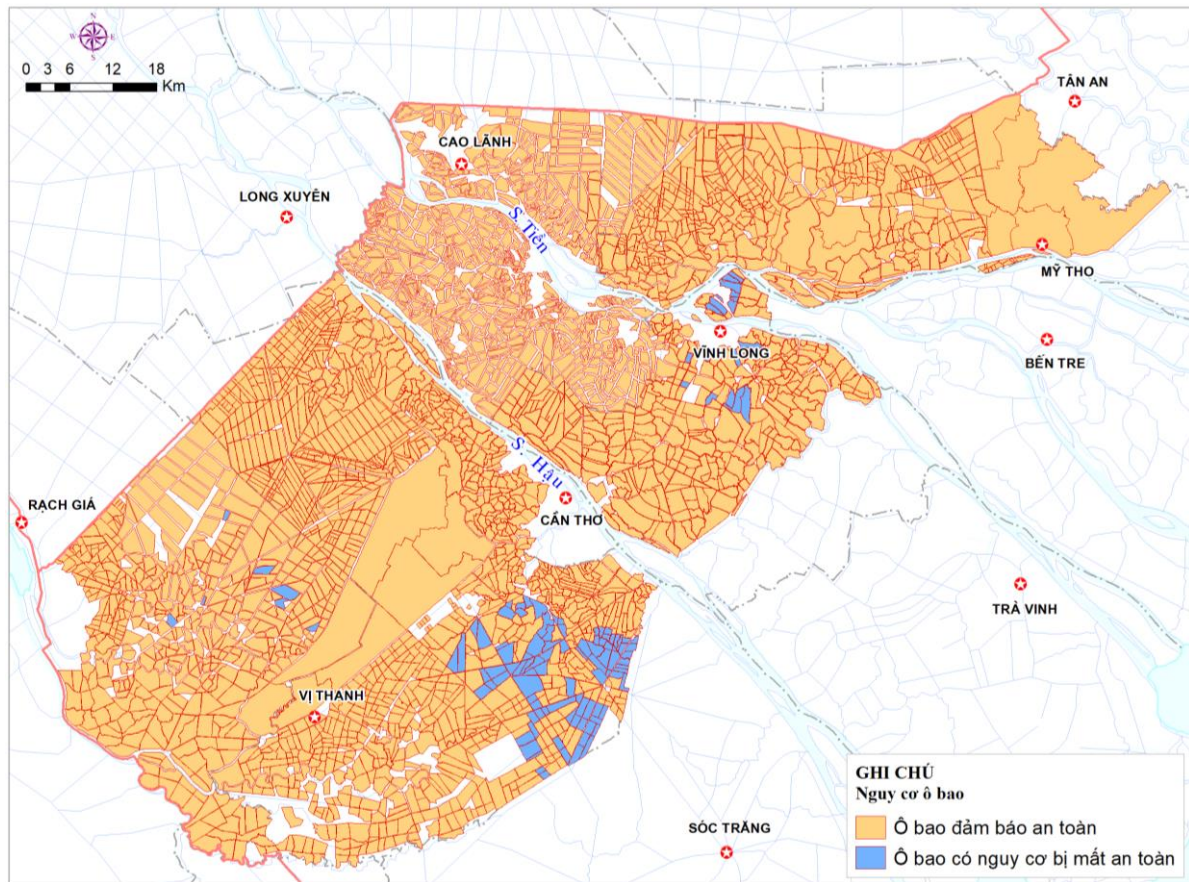 N
W E
S
0 3 6 12 18
Km
TÂN AN
CAO LÃNH
LONG XUYÊN
S. Tiền
MỸ THO
VĨNH LONG
BẾN TRE
S. Hậu
RẠCH GIÁ
CẦN THƠ
TRÀ VINH
VỊ THANH
SÓC TRĂNG
GHI CHÚ
Nguy cơ ô bao
Ô bao đảm báo an toàn
Ô bao có nguy cơ bị mất an toàn